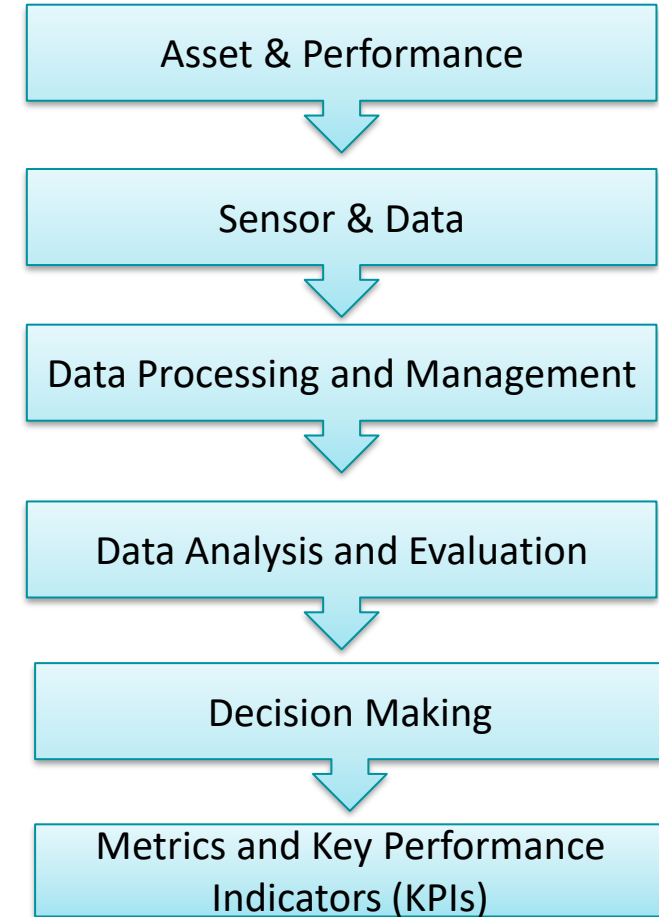 Asset & Performance
Sensor & Data
Data Processing and Management
Data Analysis and Evaluation
Decision Making
Metrics and Key Performance
Indicators (KPIs)